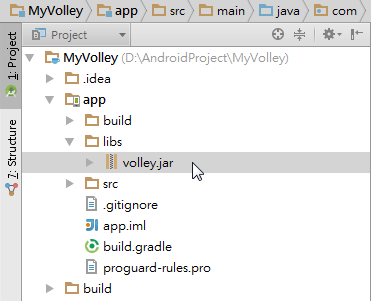 MyVolley app src main java com
1: Project
7: Structure
Project
MyVolley (D:\AndroidProject\MyVolley)
.idea
app
build
libs
volley.jar
src
.gitignore
app.iml
build.gradle
proguard-rules.pro
build